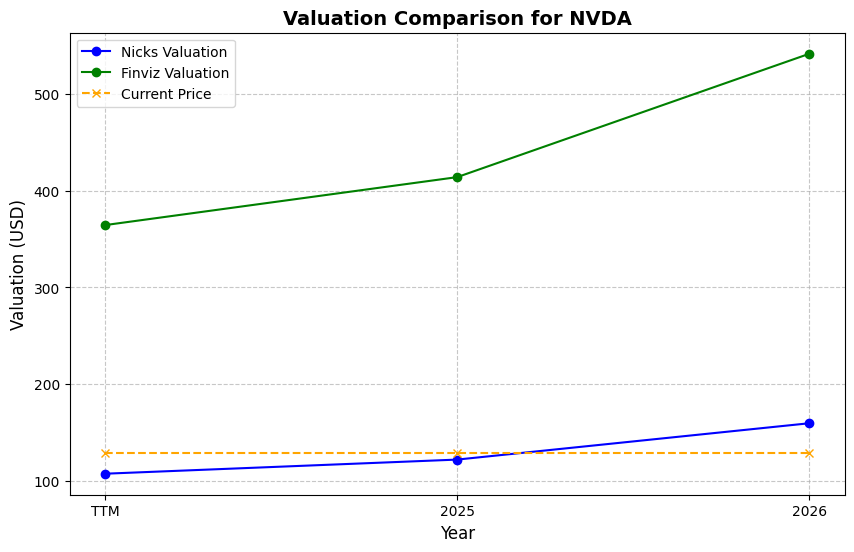 Valuation Comparison for NVDA
Nicks Valuation
Finviz Valuation
Current Price
Valuation (USD)
500
400
300
200
100
TTM 2025 2026
Year